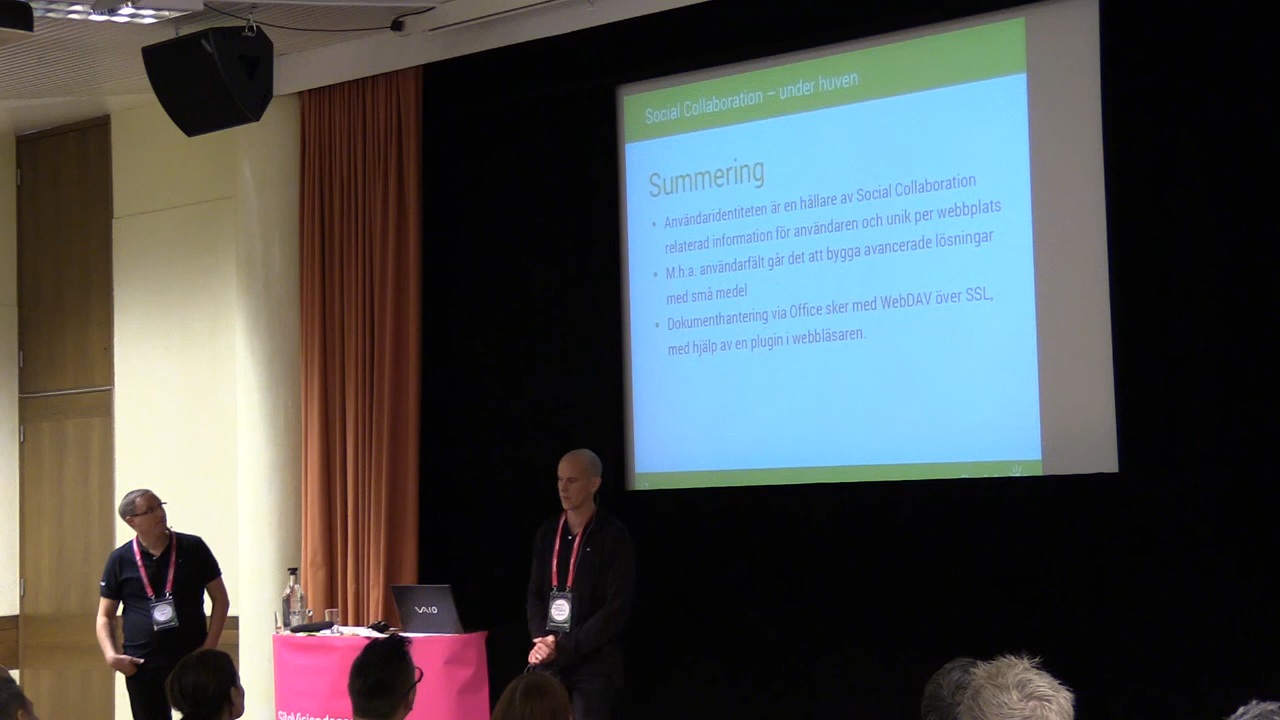 Social Collaboration – under huven
Summering
• Användaridentiteten är en hållare av Social Collaboration
relaterad information för användaren och unik per webbplats
• M.h.a. användarfält går det att bygga avancerade lösningar
med små medel
• Dokumenthantering via Office sker med WebDAV över SSL,
med hjälp av en plugin i webbläsaren.
VAIO